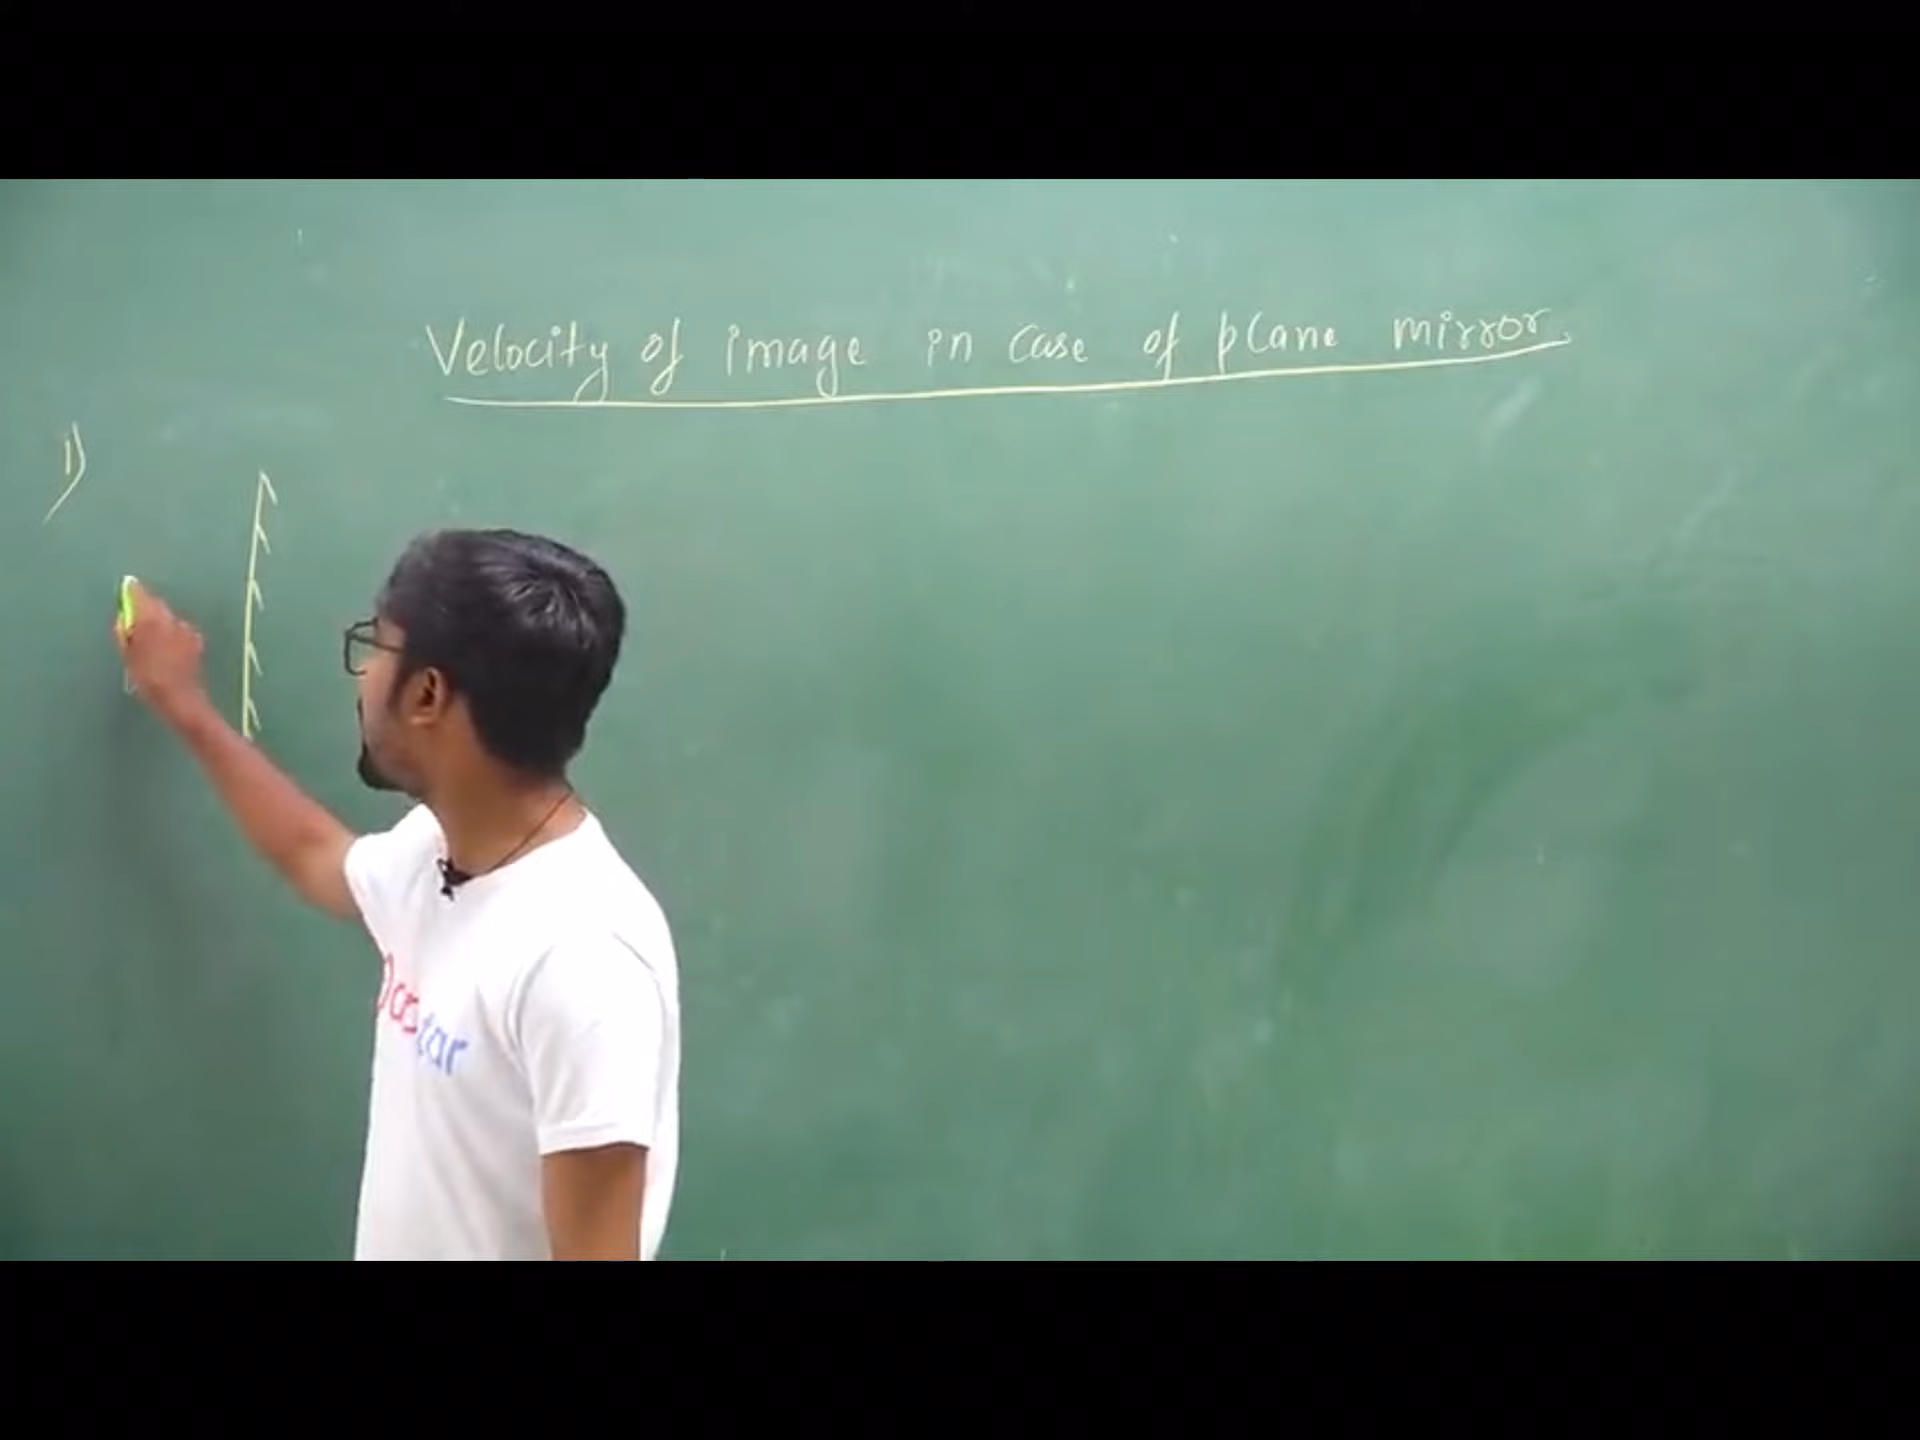 Velocity of image in case of plane mirror.
1)